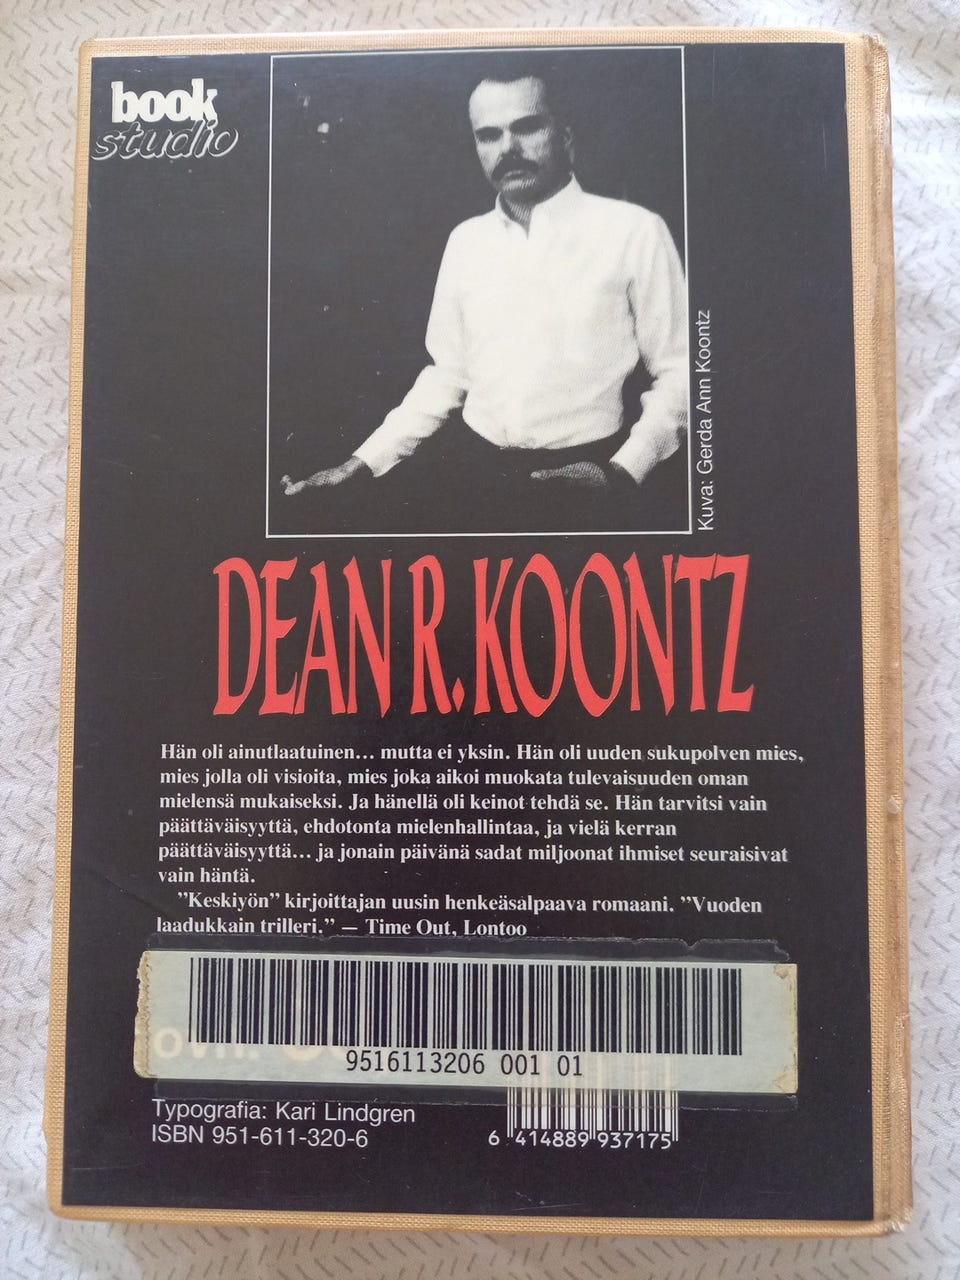 book
studio
Kuva: Gerda Ann Koontz
DEAN R. KOONTZ
Hän oli ainutlaatuinen... mutta ei yksin. Hän oli uuden sukupolven mies,
mies jolla oli visioita, mies joka aikoi muokata tulevaisuuden oman
mielensä mukaiseksi. Ja hänellä oli keinot tehdä se. Hän tarvitsi vain
päättäväisyyttä, ehdotonta mielenhallintaa, ja vielä kerran
päättäväisyyttä... ja jonain päivänä sadat miljoonat ihmiset seuraisivat
vain häntä.
”Keskiyön” kirjoittajan uusin henkeäsalpaava romaani. ”Vuoden
laadukkain trilleri.” — Time Out, Lontoo
9516113206 001 01
Typografia: Kari Lindgren
ISBN 951-611-320-6
6 414889 937175